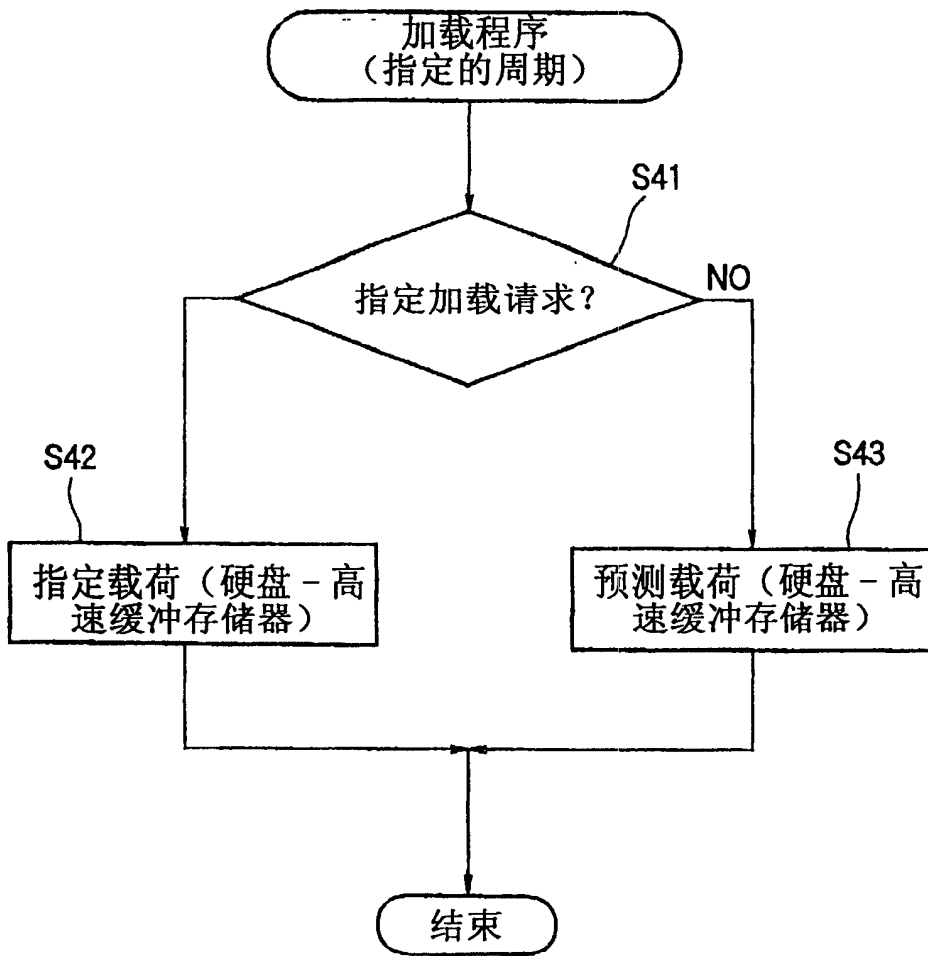 加载程序
（指定的周期）
S41
指定加载请求？
NO
S42
S43
指定载荷（硬盘－高
速缓冲存储器）
预测载荷（硬盘－高
速缓冲存储器）
结束